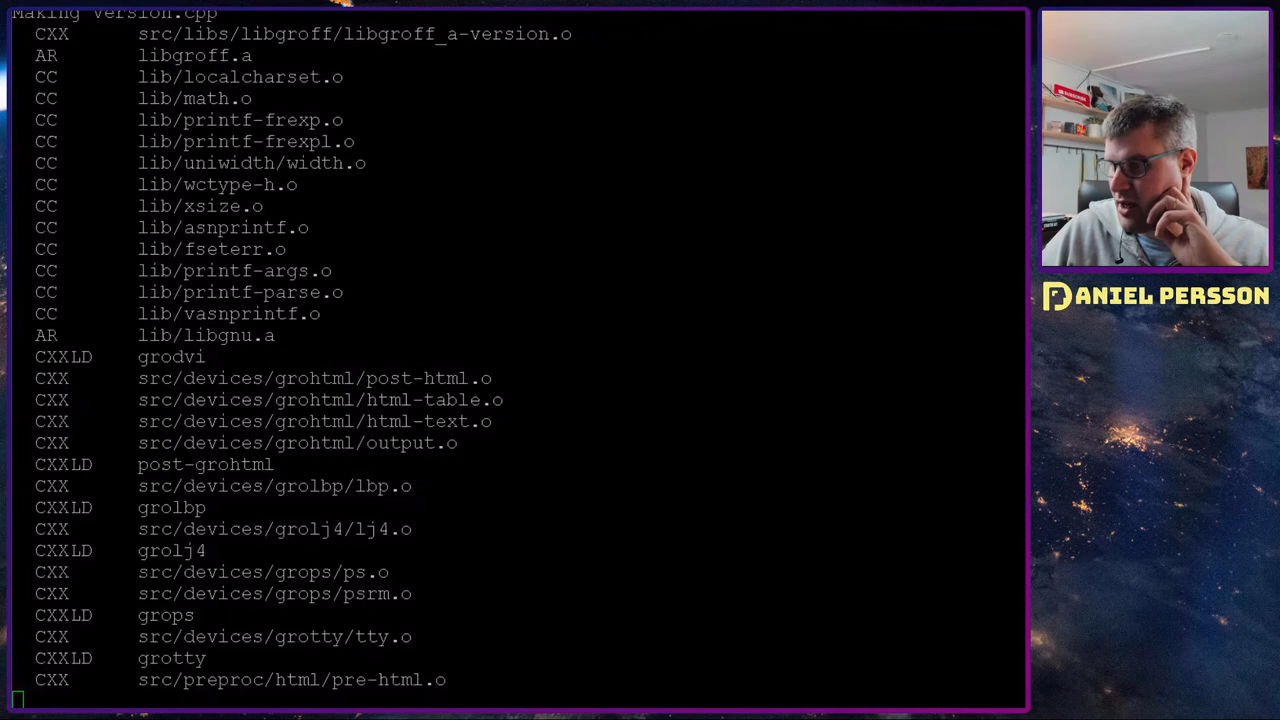 Making version.cpp
CXX src/libs/libgroff/libgroff_a-version.o
AR libgroff.a
CC lib/localcharset.o
CC lib/math.o
CC lib/printf-frexp.o
CC lib/printf-frexpl.o
CC lib/uniwidth/width.o
CC lib/wctype-h.o
CC lib/xsize.o
CC lib/asnprintf.o
CC lib/fseterr.o
CC lib/printf-args.o
CC lib/printf-parse.o
CC lib/vasnprintf.o
AR lib/libgnu.a
CXXLD grodvi
CXX src/devices/grohtml/post-html.o
CXX src/devices/grohtml/html-table.o
CXX src/devices/grohtml/html-text.o
CXX src/devices/grohtml/output.o
CXXLD post-grohtml
CXX src/devices/grolbp/lbp.o
CXXLD grolbp
CXX src/devices/grolj4/lj4.o
CXXLD grolj4
CXX src/devices/grops/ps.o
CXX src/devices/grops/psrm.o
CXXLD grops
CXX src/devices/grotty/tty.o
CXXLD grotty
CXX src/preproc/html/pre-html.o
SUBSCRIBE
DANIEL PERSSON